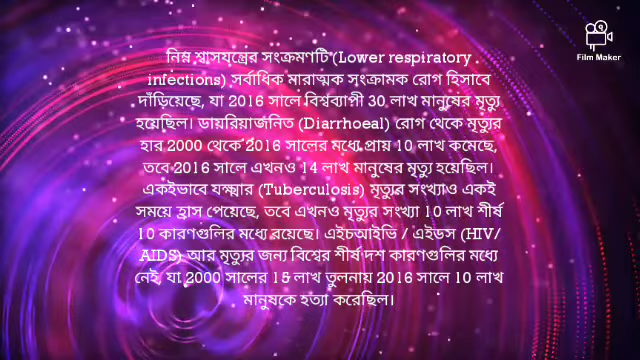 নিম্ন শ্বাসযন্ত্রের সংক্রমণটি (Lower respiratory
infections) সর্বাধিক মারাত্মক সংক্রামক রোগ হিসাবে
দাঁড়িয়েছে, যা 2016 সালে বিশ্বব্যাপী 30 লাখ মানুষের মৃত্যু
হয়েছিল। ডায়রিয়াজনিত (Diarrhoeal) রোগ থেকে মৃত্যুর
হার 2000 থেকে 2016 সালের মধ্যে প্রায় 10 লাখ কমেছে,
তবে 2016 সালে এখনও 14 লাখ মানুষের মৃত্যু হয়েছিল।
একইভাবে যক্ষ্মার (Tuberculosis) মৃত্যুর সংখ্যাও একই
সময়ে হ্রাস পেয়েছে, তবে এখনও মৃত্যুর সংখ্যা 10 লাখ শীর্ষ
10 কারণগুলির মধ্যে রয়েছে। এইচআইভি / এইডস (HIV/
AIDS) আর মৃত্যুর জন্য বিশ্বের শীর্ষ দশ কারণগুলির মধ্যে
নেই, যা 2000 সালের 15 লাখ তুলনায় 2016 সালে 10 লাখ
মানুষকে হত্যা করেছিল।
Film Maker